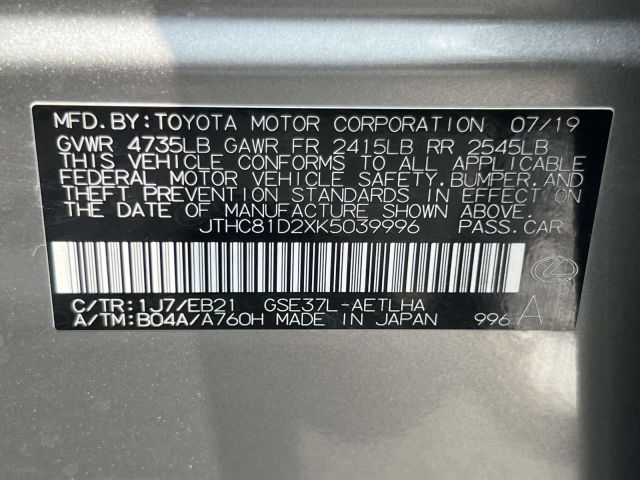 MFD.BY:TOYOTA MOTOR CORPORATION 07/19
GVWR 4735LB GAWR FR 2415LB RR 2545LB
THIS VEHICLE CONFORMS TO ALL APPLICABLE
FEDERAL MOTOR VEHICLE SAFETY,BUMPER,AND
THEFT PREVENTION STANDARDS IN EFFECT ON
THE DATE OF MANUFACTURE SHOWN ABOVE.
JTHC81D2XK5039996 PASS.CAR
C/TR:1J7/EB21 GSE37L-AETLHA
A/TM:B04A/A760H MADE IN JAPAN 996 A